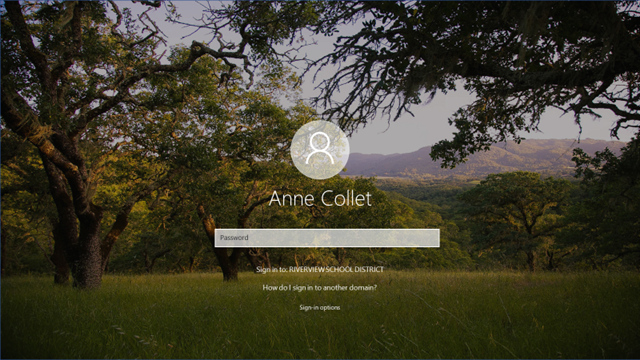 Anne Collet
Password
Sign in to: RIVERVIEW SCHOOL DISTRICT
How do I sign in to another domain?
Sign-in options